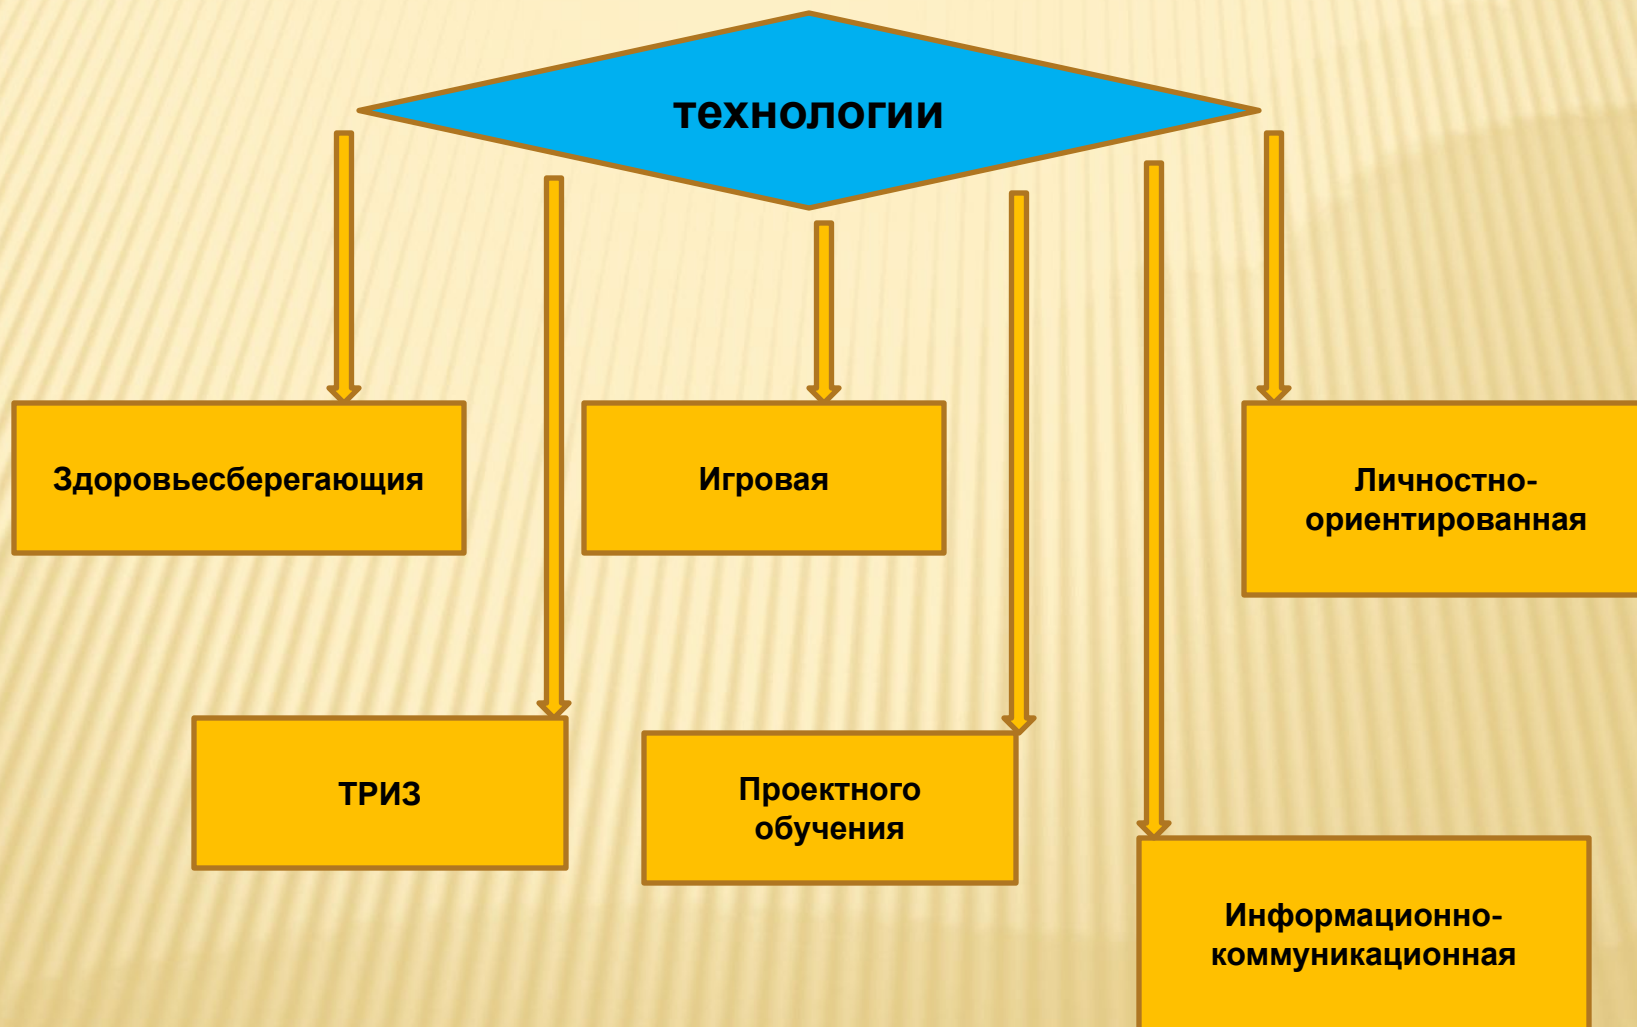 технологии
Здоровьесберегающия
Игровая
Личностно-
ориентированная
ТРИЗ
Проектного
обучения
Информационно-
коммуникационная